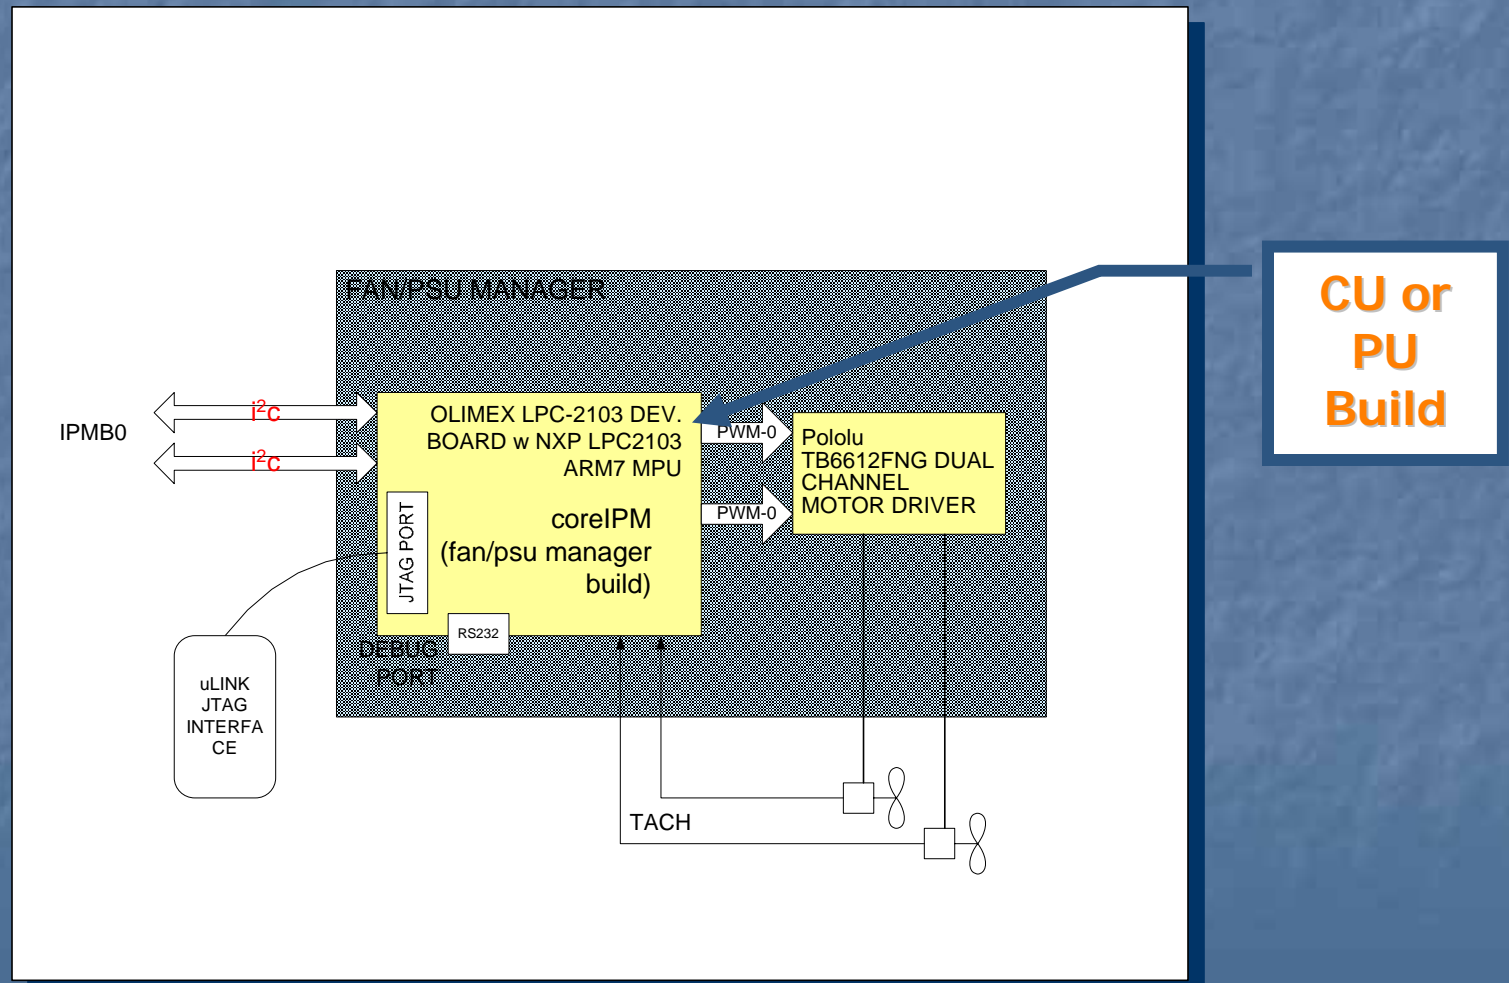 FAN/PSU MANAGER
IPMB0
i²c
i²c
OLIMEX LPC-2103 DEV.
BOARD w NXP LPC2103
ARM7 MPU
coreIPM
(fan/psu manager
build)
JTAG PORT
RS232
DEBUG
PORT
PWM-0
PWM-0
Pololu
TB6612FNG DUAL
CHANNEL
MOTOR DRIVER
uLINK
JTAG
INTERFA
CE
TACH
CU or
PU
Build